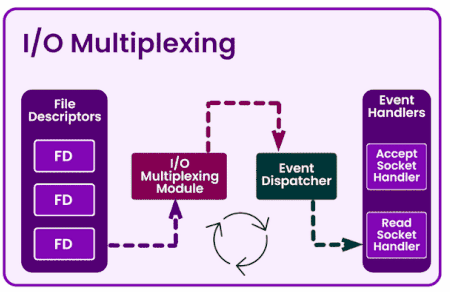 I/O Multiplexing
File
Descriptors
FD
FD
FD
I/O
Multiplexing
Module
Event
Dispatcher
Event
Handlers
Accept
Socket
Handler
Read
Socket
Handler